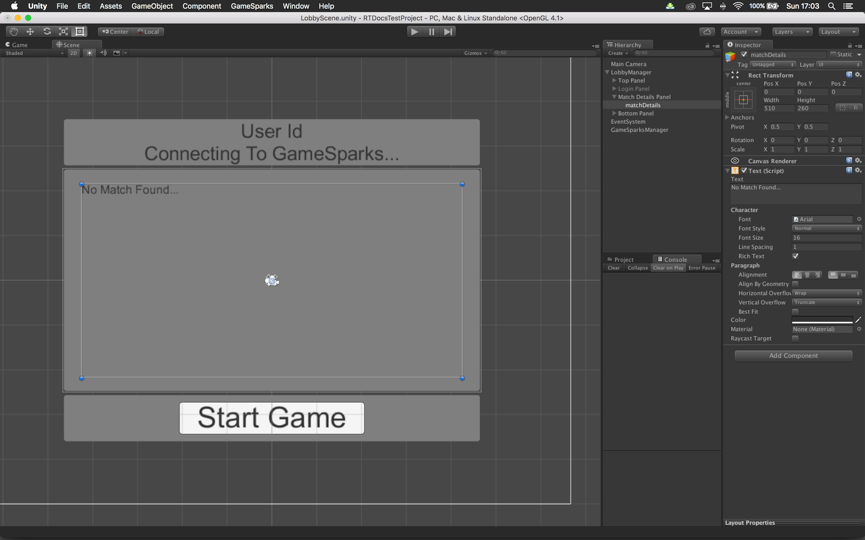 Unity File Edit Assets GameObject Component GameSparks Window Help
100% Sun 17:03
LobbyScene.unity - RTDocsTestProject - PC, Mac & Linux Standalone <OpenGL 4.1>
Center Local
Account Layers Layout
Game Scene
Shaded 2D Gizmos
User Id
Connecting To GameSparks...
No Match Found...
Start Game
Hierarchy
Create
Main Camera
LobbyManager
Top Panel
Login Panel
Match Details Panel
matchDetails
Bottom Panel
EventSystem
GameSparksManager
Project Console
Clear Collapse Clear on Play Error Pause
Inspector
matchDetails Static
Tag Untagged Layer UI
Rect Transform
center Pos X Pos Y Pos Z
middle 0 0 0
Width Height
510 260
R
Anchors
Pivot X 0.5 Y 0.5
Rotation X 0 Y 0 Z 0
Scale X 1 Y 1 Z 1
Canvas Renderer
Text (Script)
Text
No Match Found...
Character
Font Arial
Font Style Normal
Font Size 16
Line Spacing 1
Rich Text
Paragraph
Alignment
Align By Geometry
Horizontal Overflow Wrap
Vertical Overflow Truncate
Best Fit
Color
Material None (Material)
Raycast Target
Add Component
Layout Properties